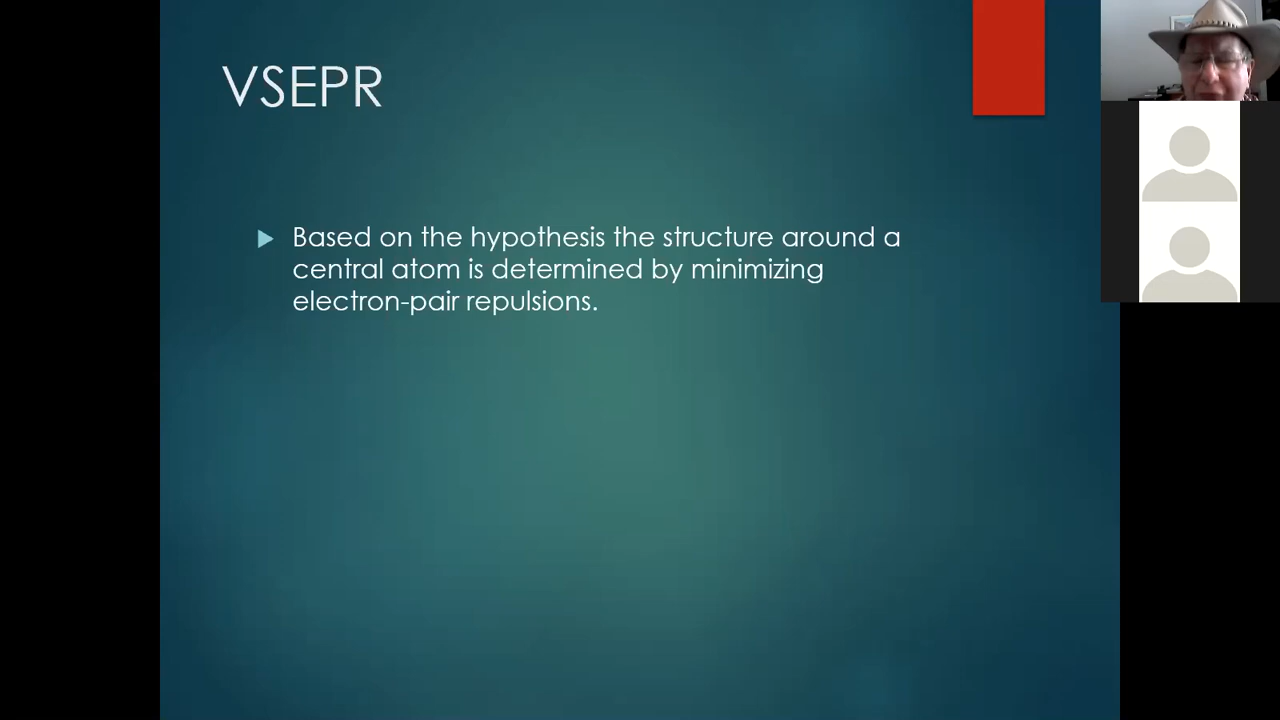 VSEPR
Based on the hypothesis the structure around a
central atom is determined by minimizing
electron-pair repulsions.